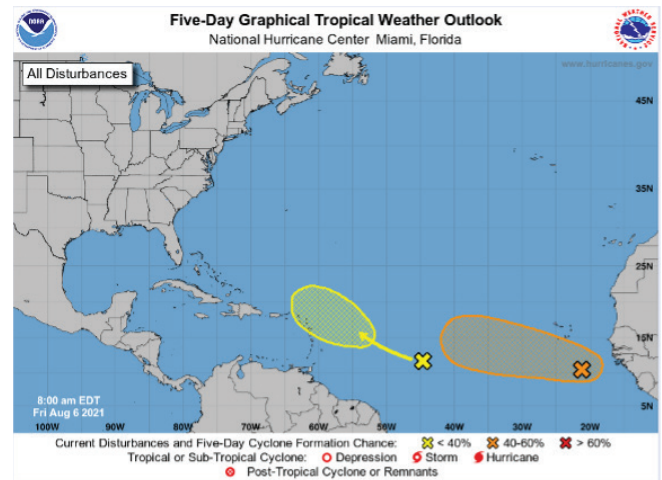 Five-Day Graphical Tropical Weather Outlook
National Hurricane Center Miami, Florida
NOAA
All Disturbances
www.hurricanes.gov
45N
35N
25N
15N
5N
8:00 am EDT
Fri Aug 6 2021
100W 90W 80W 70W 60W 50W 40W 30W 20W
Current Disturbances and Five-Day Cyclone Formation Chance: < 40% 40-60% > 60%
Tropical or Sub-Tropical Cyclone: Depression Storm Hurricane
Post-Tropical Cyclone or Remnants